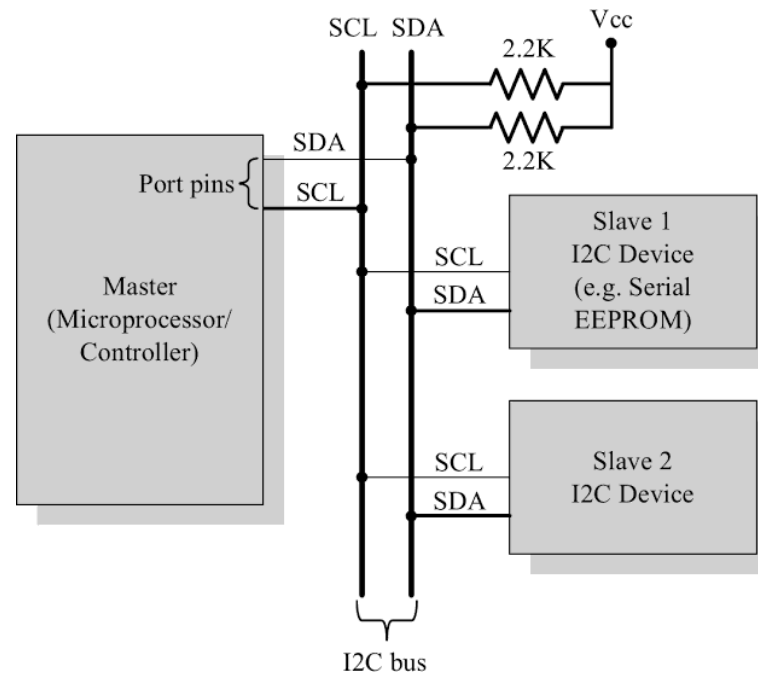 SCL SDA
Vcc
2.2K
2.2K
SDA
Port pins
SCL
Master
(Microprocessor/
Controller)
SCL
SDA
Slave 1
I2C Device
(e.g. Serial
EEPROM)
SCL
SDA
Slave 2
I2C Device
I2C bus